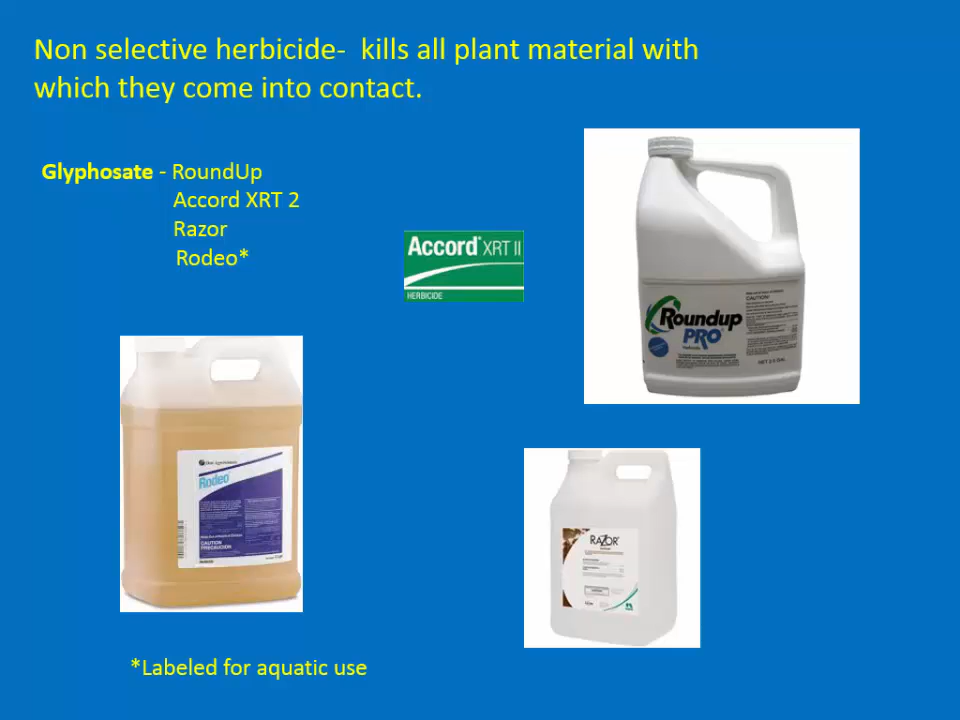 Non selective herbicide-  kills all plant material with
which they come into contact.
Glyphosate - RoundUp
Accord XRT 2
Razor
Rodeo*
Accord® XRT II
HERBICIDE
CAUTION!
Roundup
PRO
Herbicide
Rodeo
CAUTION
PRECAUCION
RAZOR
*Labeled for aquatic use